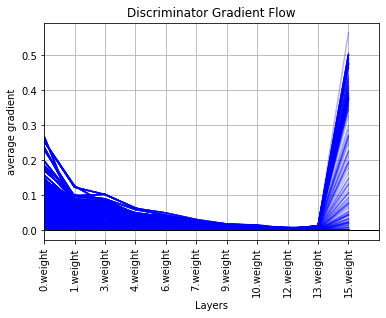 Discriminator Gradient Flow
0.5
0.4
0.3
0.2
0.1
0.0
average gradient
0.weight
1.weight
3.weight
4.weight
6.weight
7.weight
9.weight
10.weight
12.weight
13.weight
15.weight
Layers